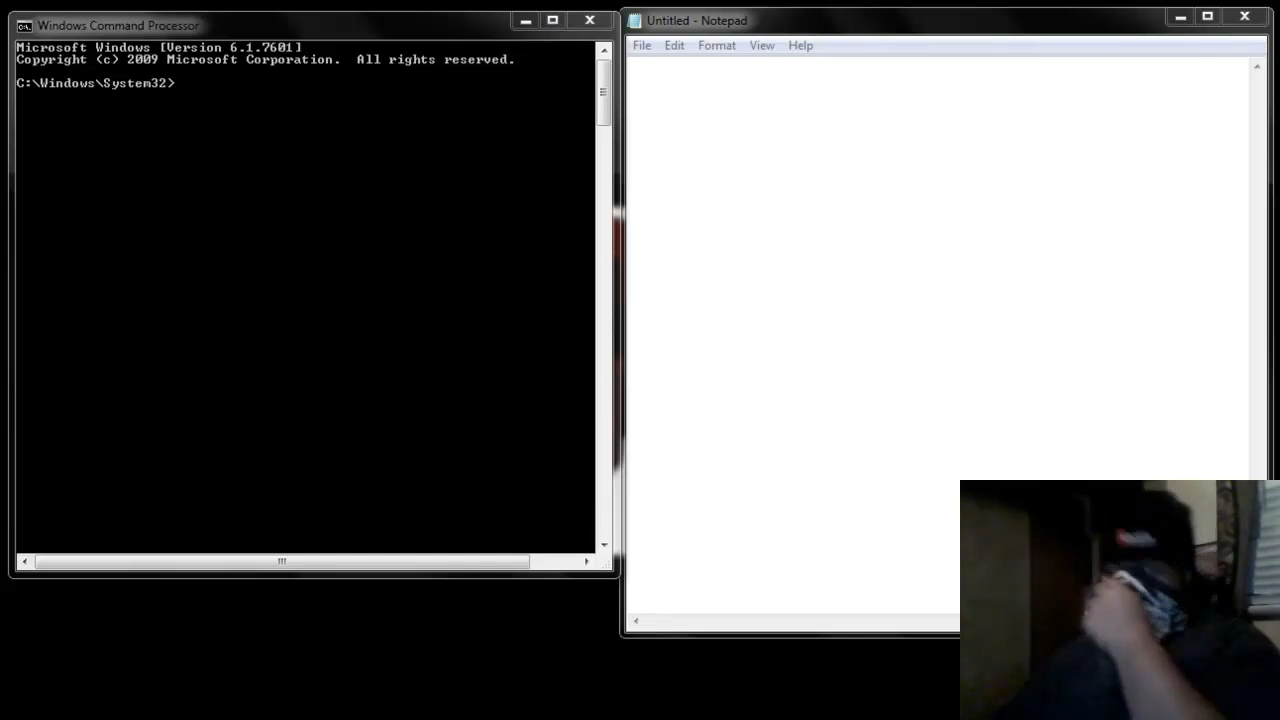 Windows Command Processor
Microsoft Windows [Version 6.1.7601]
Copyright (c) 2009 Microsoft Corporation.  All rights reserved.
C:\Windows\System32>
Untitled - Notepad
File Edit Format View Help